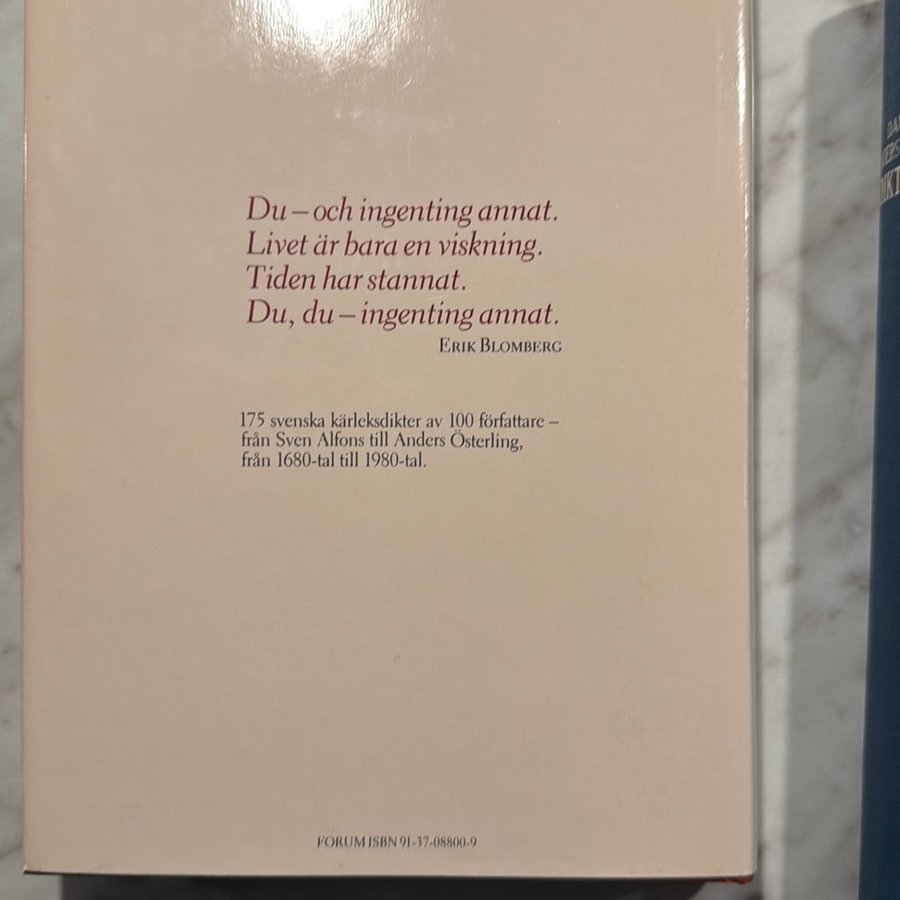 Du – och ingenting annat.
Livet är bara en viskning.
Tiden har stannat.
Du, du – ingenting annat.
ERIK BLOMBERG
175 svenska kärleksdikter av 100 författare –
från Sven Alfons till Anders Österling,
från 1680-tal till 1980-tal.
FORUM ISBN 91-37-08800-9